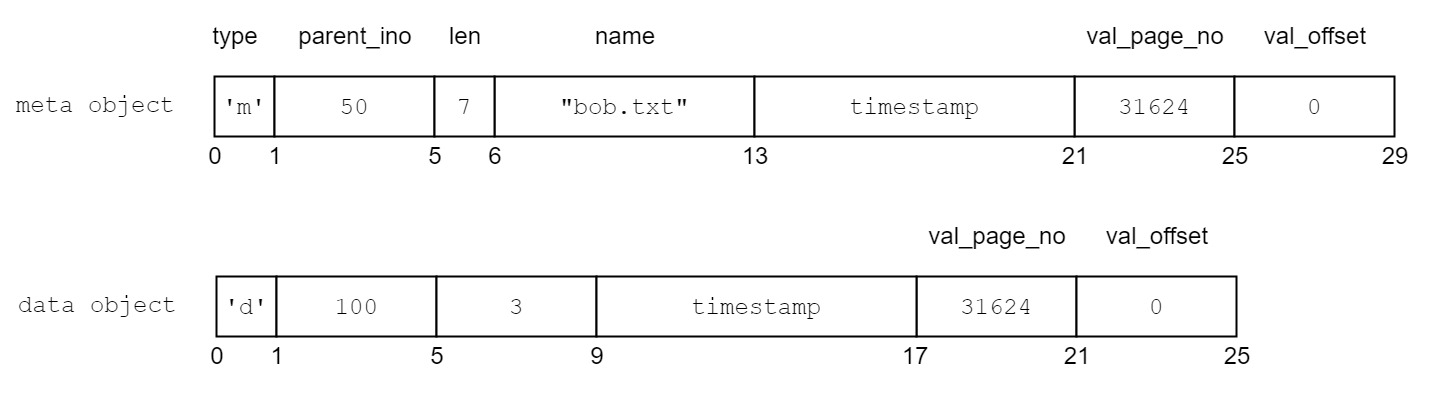 type parent_ino len name val_page_no val_offset
meta object 'm' 50 7 "bob.txt" timestamp 31624 0
0 1 5 6 13 21 25 29
val_page_no val_offset
data object 'd' 100 3 timestamp 31624 0
0 1 5 9 17 21 25